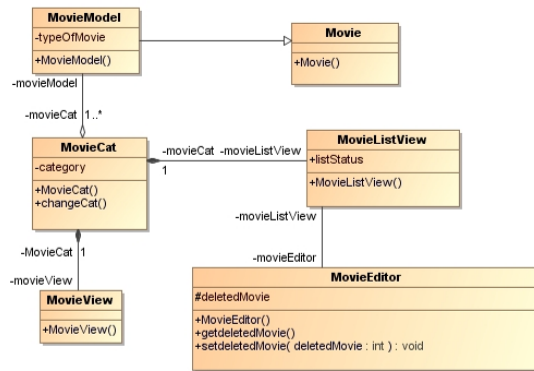 MovieModel
-typeOfMovie
+MovieModel()
Movie
+Movie()
-movieModel
-movieCat 1..*
MovieCat
-category
+MovieCat()
+changeCat()
-movieCat -movieListView
1
MovieListView
+listStatus
+MovieListView()
-movieListView
-movieEditor
-MovieCat 1
-movieView
MovieView
+MovieView()
MovieEditor
#deletedMovie
+MovieEditor()
+getdeletedMovie()
+setdeletedMovie( deletedMovie : int ) : void